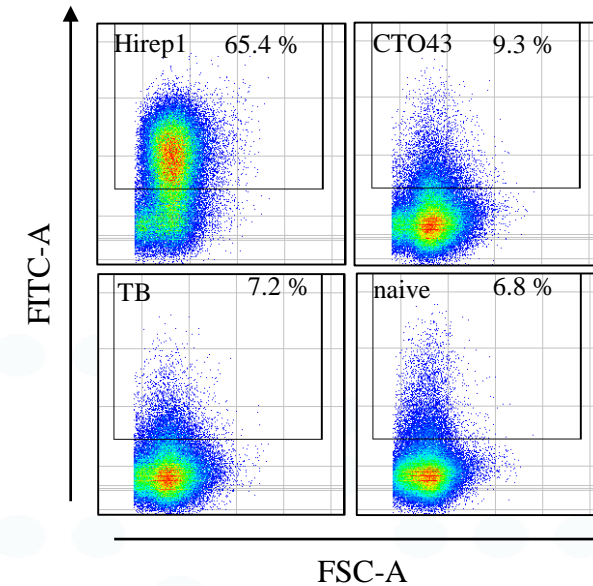 Hirep1 65.4 %
CTO43 9.3 %
TB 7.2 %
naive 6.8 %
FITC-A
FSC-A